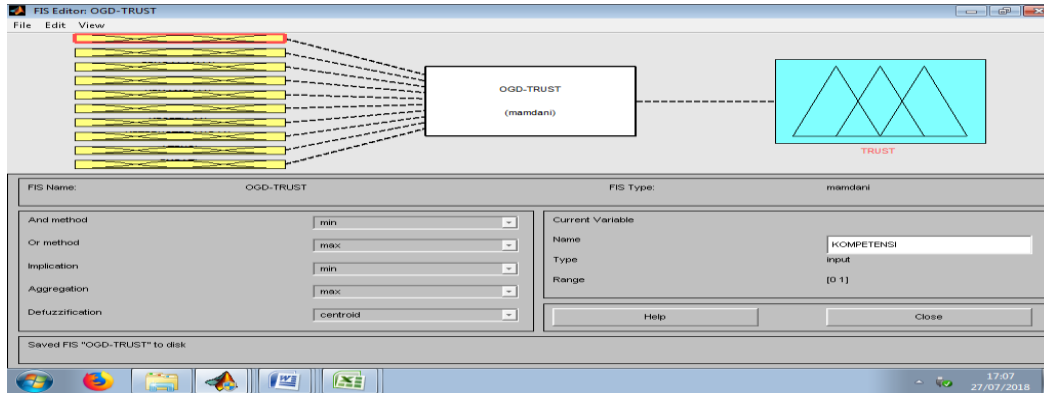 FIS Editor: OGD-TRUST
File Edit View
OGD-TRUST
(mamdani)
TRUST
FIS Name: OGD-TRUST FIS Type: mamdani
And method min
Or method max
Implication min
Aggregation max
Defuzzification centroid
Current Variable
Name KOMPETENSI
Type input
Range [0 1]
Help Close
Saved FIS "OGD-TRUST" to disk
17:07
27/07/2018